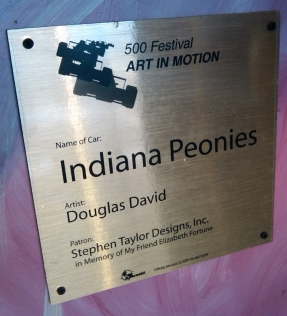 500 Festival
ART IN MOTION
Name of Car:
Indiana Peonies
Artist:
Douglas David
Patron:
Stephen Taylor Designs, Inc.
in Memory of My Friend Elizabeth Fortune